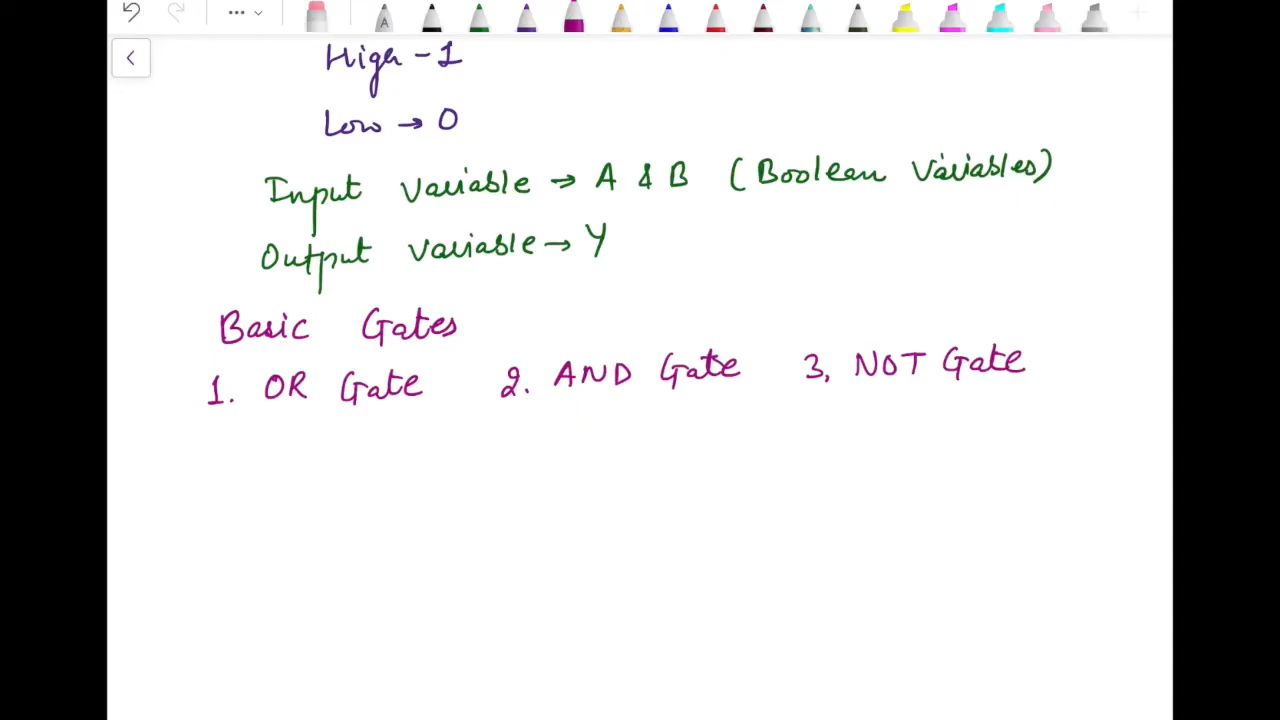 High - 1
Low → 0
Input variable → A & B (Boolean Variables)
Output variable → Y
Basic Gates
1. OR Gate 2. AND Gate 3, NOT Gate